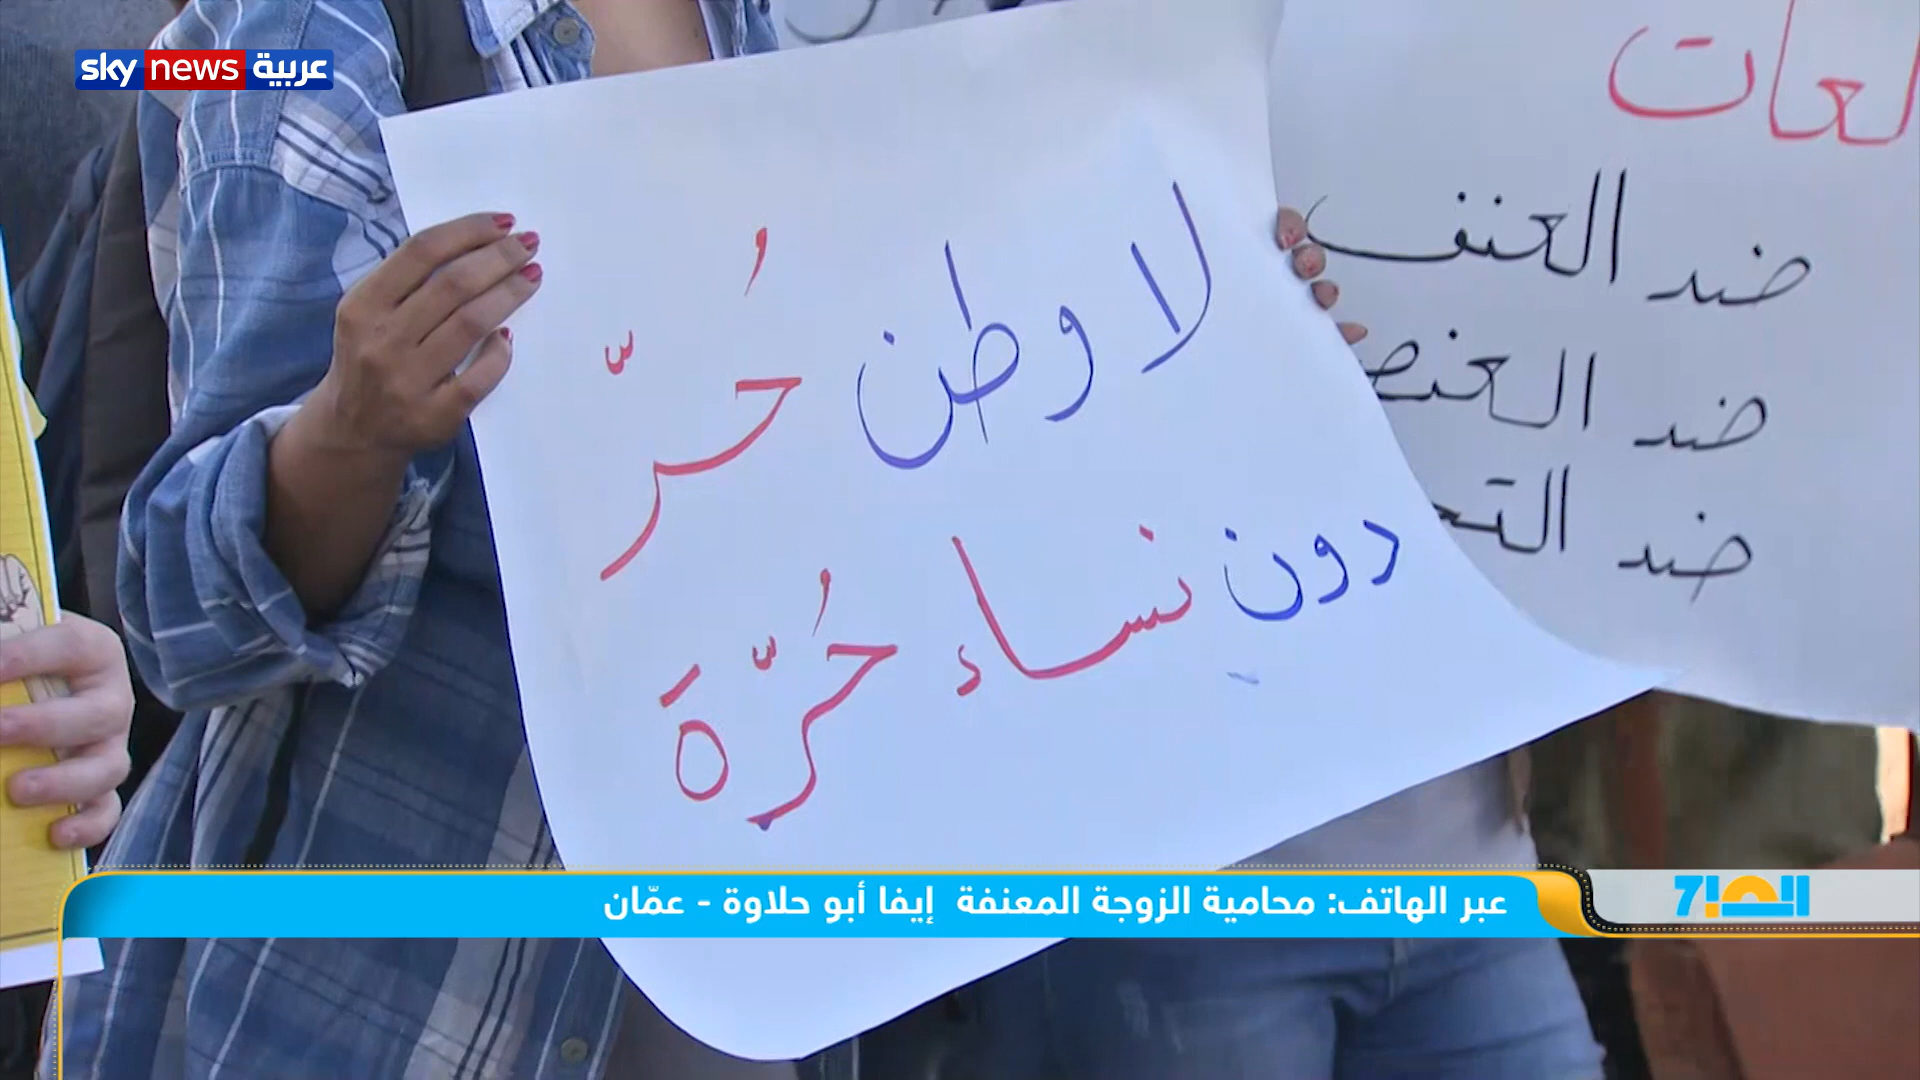 sky news عربية
لا وطن حُرّ
دون نساء حُرّة
ضد العنف
ضد
ضد
عبر الهاتف: محامية الزوجة المعنفة إيفا أبو حلاوة - عمّان